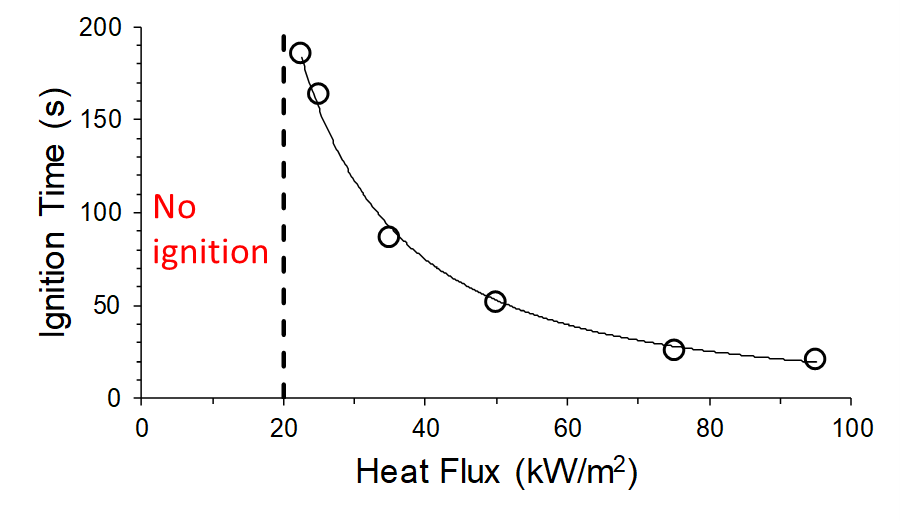 200
150
100
50
0
Ignition Time (s)
No
ignition
0 20 40 60 80 100
Heat Flux (kW/m²)